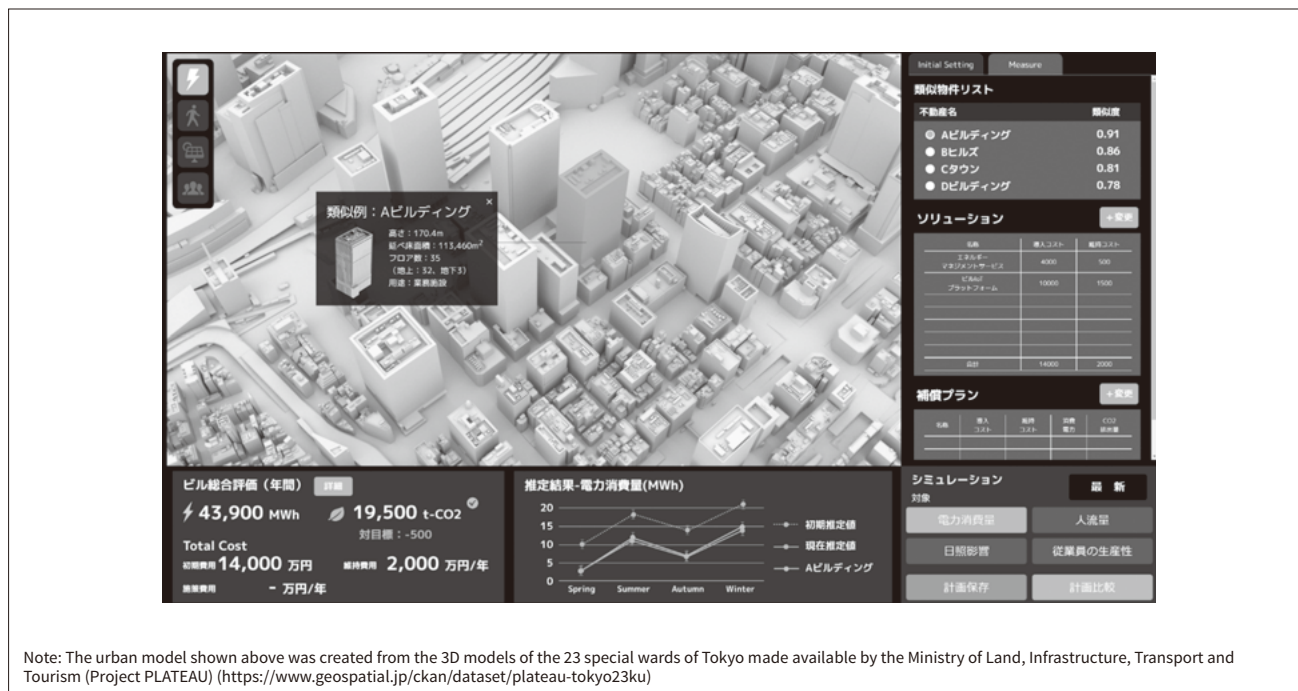 Initial Setting
Measure
類似物件リスト
不動産名 類似度
Aビルディング 0.91
Bヒルズ 0.86
Cタウン 0.81
Dビルディング 0.78
類似例：Aビルディング ×
高さ：170.4m
延べ床面積：113,460m²
フロア数：35
（地上：32、地下3）
用途：業務施設
ソリューション +変更
名称 導入コスト 維持コスト
エネルギー
マネジメントサービス 4000 500
ビルIoT
プラットフォーム 10000 1500
合計 14000 2000
補償プラン +変更
名称 導入コスト 維持コスト 消費電力 CO2排出量
ビル総合評価（年間） 詳細
43,900 MWh 19,500 t-CO2
対目標：-500
Total Cost
初期費用 14,000 万円 維持費用 2,000 万円/年
施策費用 - 万円/年
推定結果-電力消費量(MWh)
20
15
10
5
0
Spring Summer Autumn Winter
初期推定値
現在推定値
Aビルディング
シミュレーション
対象
最新
電力消費量 人流量
日照影響 従業員の生産性
計画保存 計画比較
Note: The urban model shown above was created from the 3D models of the 23 special wards of Tokyo made available by the Ministry of Land, Infrastructure, Transport and
Tourism (Project PLATEAU) (https://www.geospatial.jp/ckan/dataset/plateau-tokyo23ku)